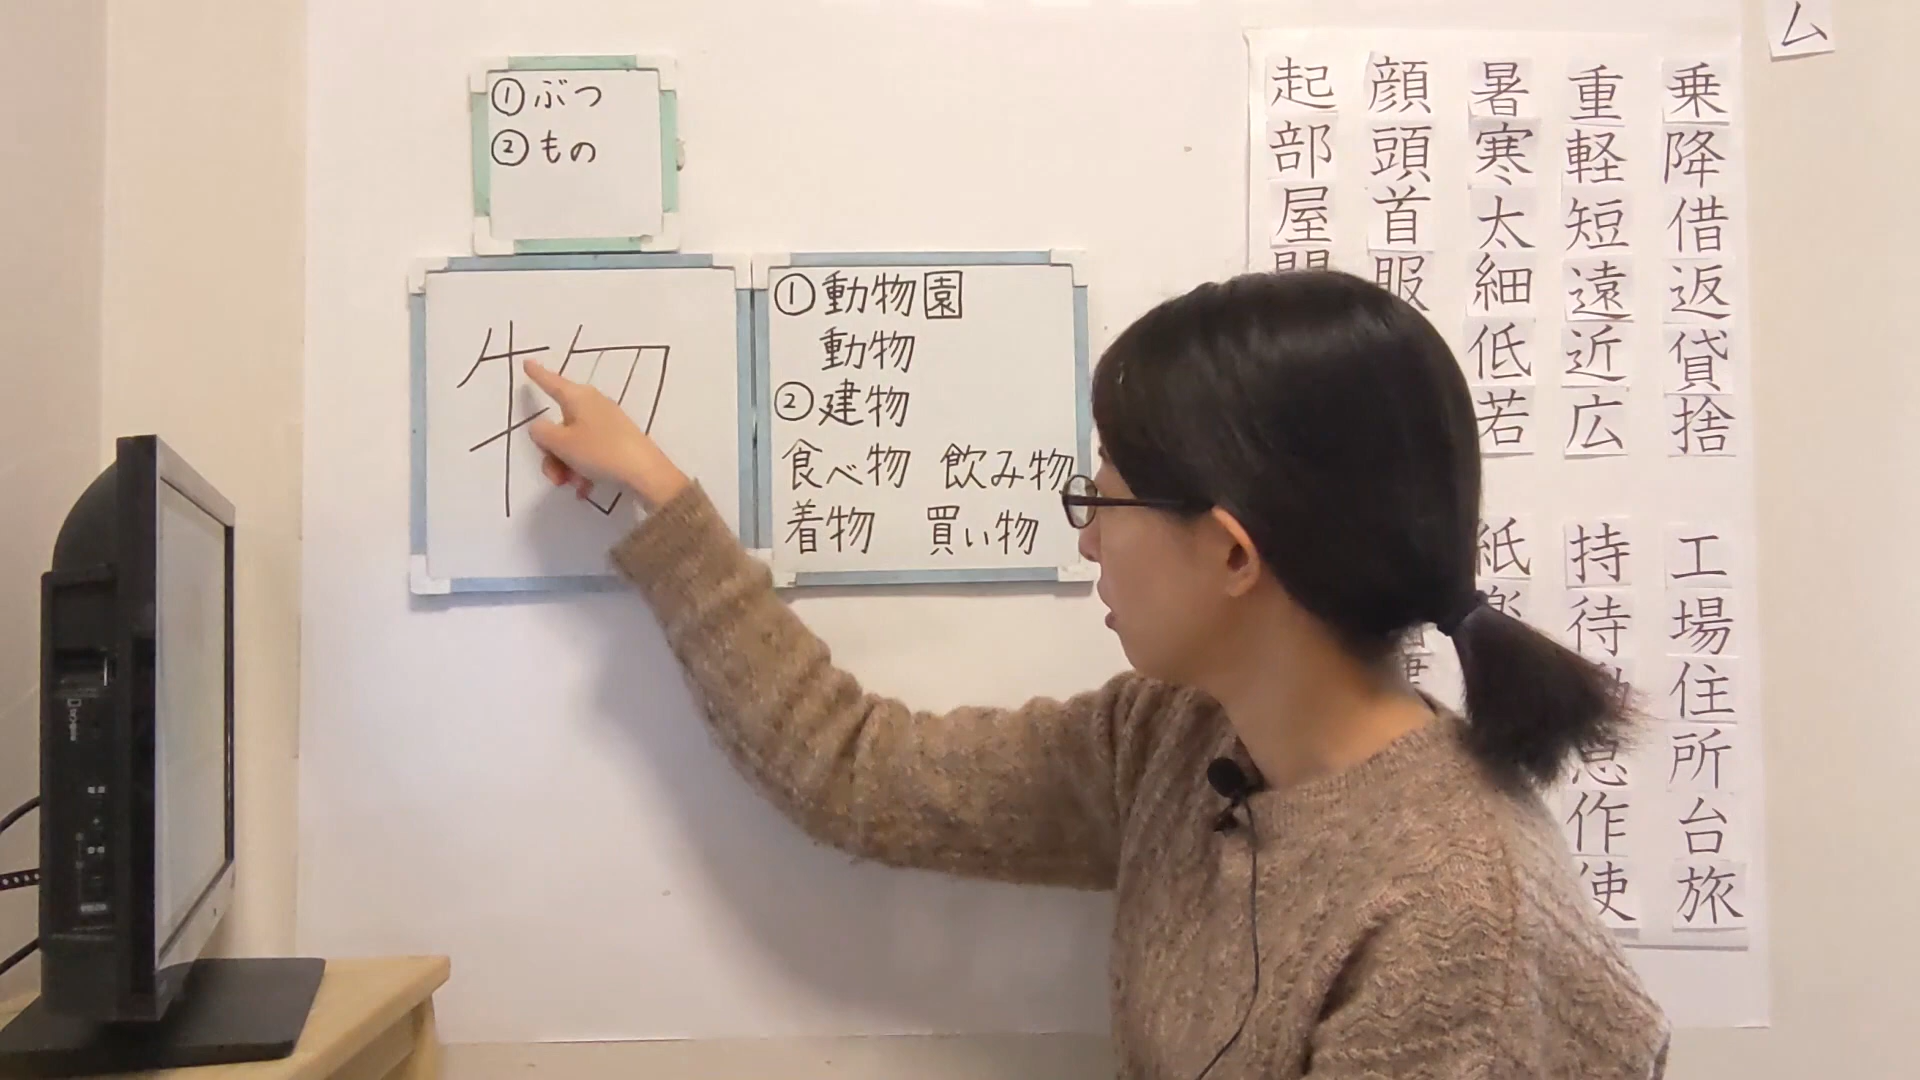 ①ぶつ
②もの
物
①動物園
動物
②建物
食べ物 飲み物
着物 買い物
ム
起 顔 暑 重 乗
部 頭 寒 軽 降
屋 首 太 短 借
服 細 遠 返
低 近 貸
若 広 捨
紙 持 工
待 場
住
所
作 台
使 旅